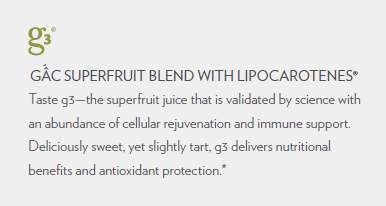 g3®
GẤC SUPERFRUIT BLEND WITH LIPOCAROTENES®
Taste g3—the superfruit juice that is validated by science with
an abundance of cellular rejuvenation and immune support.
Deliciously sweet, yet slightly tart, g3 delivers nutritional
benefits and antioxidant protection.*